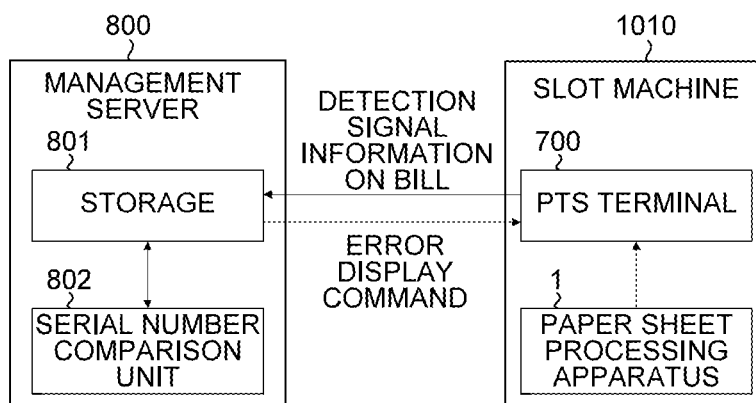 800
MANAGEMENT
SERVER
801
STORAGE
802
SERIAL NUMBER
COMPARISON
UNIT
DETECTION
SIGNAL
INFORMATION
ON BILL
ERROR
DISPLAY
COMMAND
1010
SLOT MACHINE
700
PTS TERMINAL
1
PAPER SHEET
PROCESSING
APPARATUS